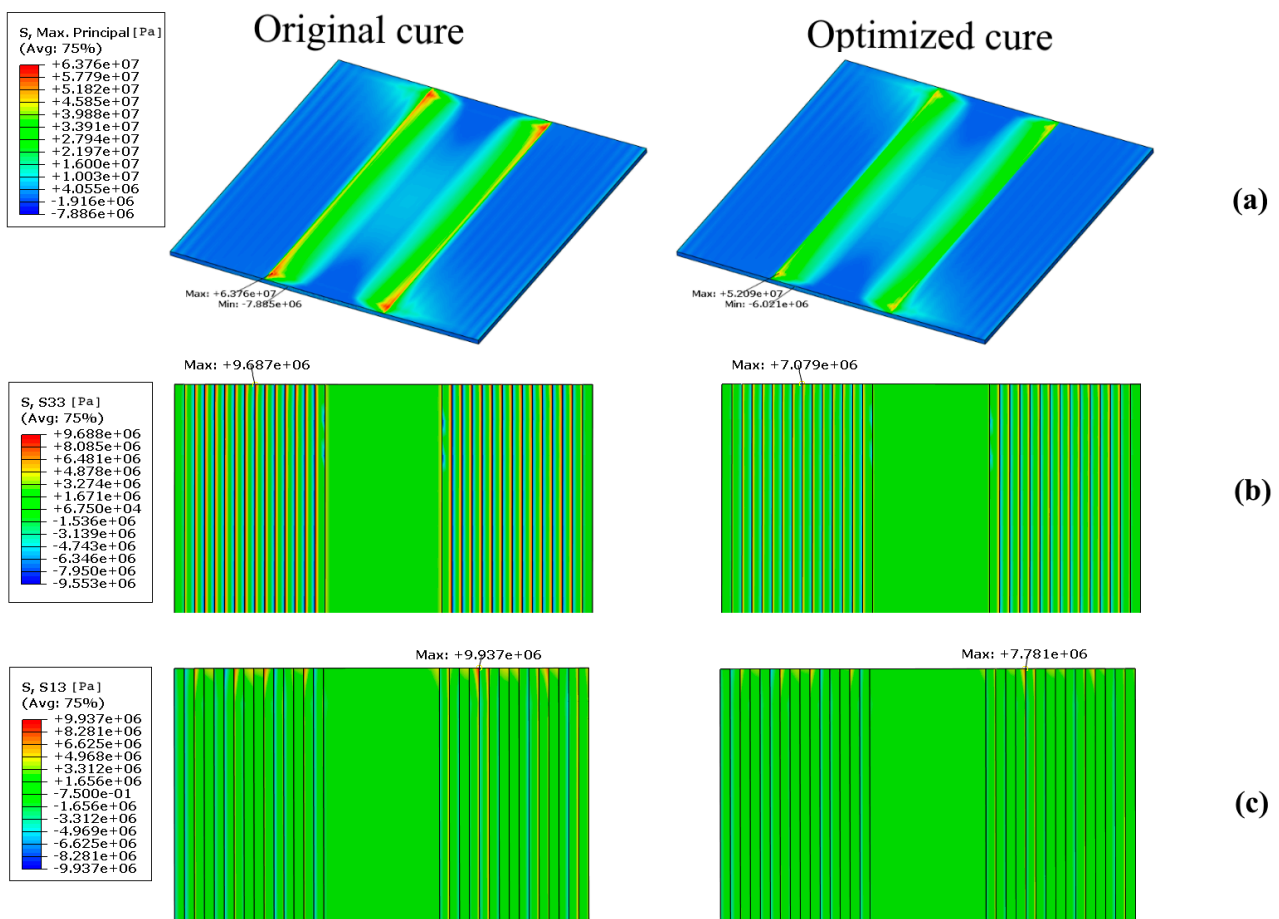 Original cure
Optimized cure
S, Max. Principal [Pa]
(Avg: 75%)
+6.376e+07
+5.779e+07
+5.182e+07
+4.585e+07
+3.988e+07
+3.391e+07
+2.794e+07
+2.197e+07
+1.600e+07
+1.003e+07
+4.055e+06
-1.916e+06
-7.886e+06
Max: +6.376e+07
Min: -7.885e+06
Max: +5.209e+07
Min: -6.021e+06
(a)
S, S33 [Pa]
(Avg: 75%)
+9.688e+06
+8.085e+06
+6.481e+06
+4.878e+06
+3.274e+06
+1.671e+06
+6.750e+04
-1.536e+06
-3.139e+06
-4.743e+06
-6.346e+06
-7.950e+06
-9.553e+06
Max: +9.687e+06
Max: +7.079e+06
(b)
S, S13 [Pa]
(Avg: 75%)
+9.937e+06
+8.281e+06
+6.625e+06
+4.968e+06
+3.312e+06
+1.656e+06
-7.500e-01
-1.656e+06
-3.312e+06
-4.969e+06
-6.625e+06
-8.281e+06
-9.937e+06
Max: +9.937e+06
Max: +7.781e+06
(c)